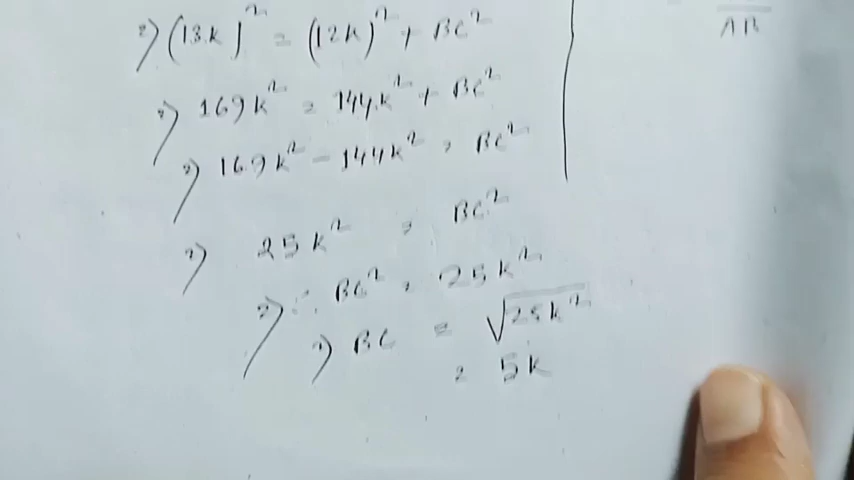 ⇒ (13k)² = (12k)² + BC²
⇒ 169k² = 144k² + BC²
⇒ 169k² - 144k² = BC²
⇒ 25k² = BC²
⇒ ∴ BC² = 25k²
⇒ BC = √25k²
= 5k
AB